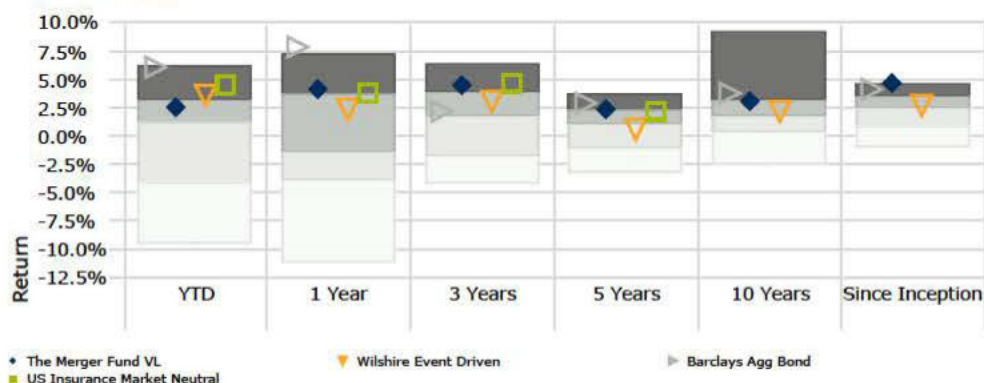 10.0%
7.5%
5.0%
2.5%
0.0%
-2.5%
-5.0%
-7.5%
-10.0%
-12.5%
Return
YTD 1 Year 3 Years 5 Years 10 Years Since Inception
The Merger Fund VL Wilshire Event Driven Barclays Agg Bond
US Insurance Market Neutral